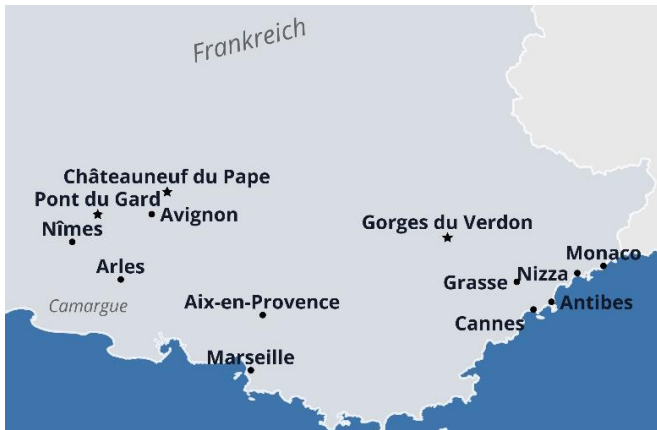 Frankreich
Châteauneuf du Pape
Pont du Gard
Avignon
Nîmes
Gorges du Verdon
Monaco
Arles
Grasse
Nizza
Camargue
Aix-en-Provence
Antibes
Cannes
Marseille